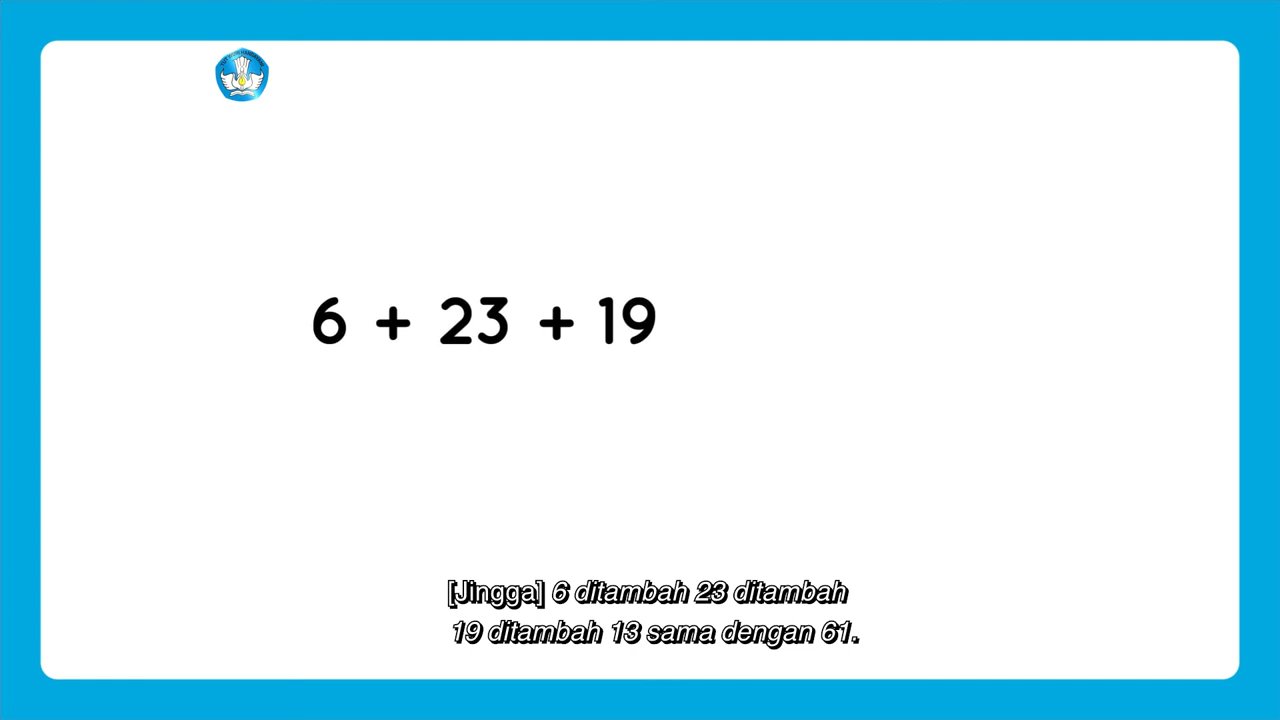 6 + 23 + 19
[Jingga] 6 ditambah 23 ditambah
19 ditambah 13 sama dengan 61.